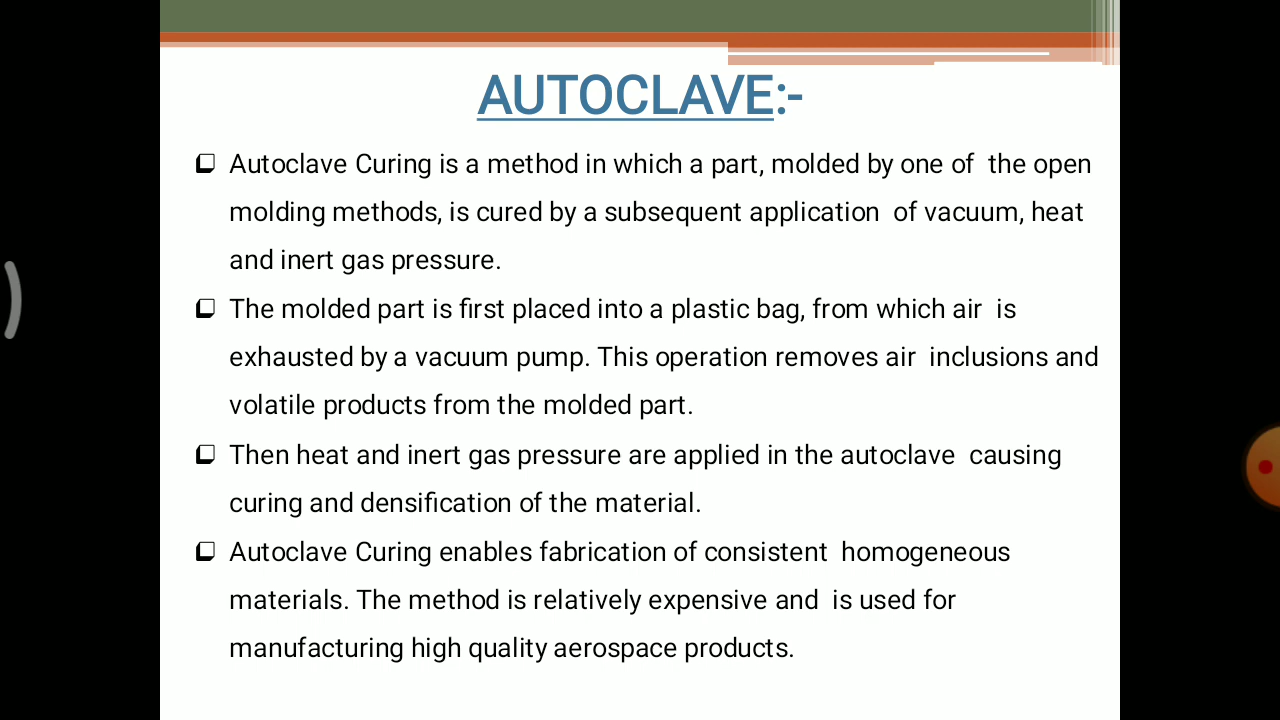 AUTOCLAVE:-
Autoclave Curing is a method in which a part, molded by one of the open
molding methods, is cured by a subsequent application of vacuum, heat
and inert gas pressure.
The molded part is first placed into a plastic bag, from which air is
exhausted by a vacuum pump. This operation removes air inclusions and
volatile products from the molded part.
Then heat and inert gas pressure are applied in the autoclave causing
curing and densification of the material.
Autoclave Curing enables fabrication of consistent homogeneous
materials. The method is relatively expensive and is used for
manufacturing high quality aerospace products.